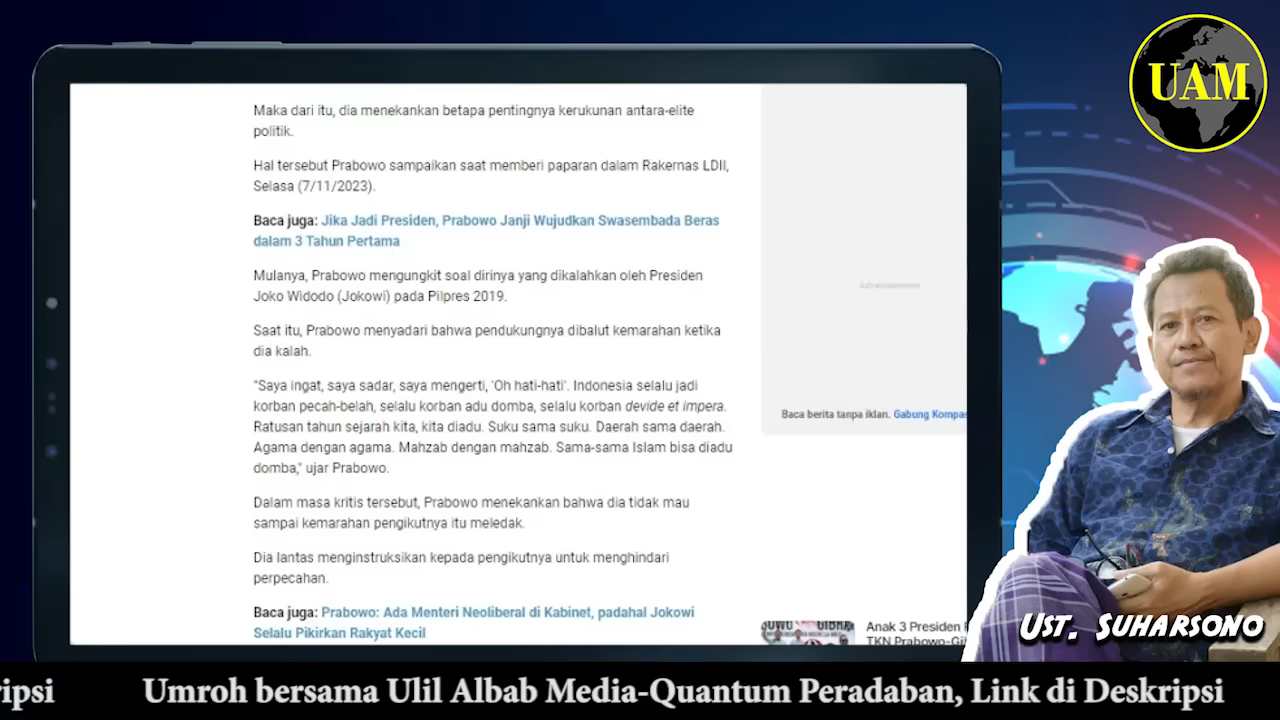 UAM
Maka dari itu, dia menekankan betapa pentingnya kerukunan antara-elite
politik.
Hal tersebut Prabowo sampaikan saat memberi paparan dalam Rakernas LDII,
Selasa (7/11/2023).
Baca juga: Jika Jadi Presiden, Prabowo Janji Wujudkan Swasembada Beras
dalam 3 Tahun Pertama
Mulanya, Prabowo mengungkit soal dirinya yang dikalahkan oleh Presiden
Joko Widodo (Jokowi) pada Pilpres 2019.
Saat itu, Prabowo menyadari bahwa pendukungnya dibalut kemarahan ketika
dia kalah.
"Saya ingat, saya sadar, saya mengerti, 'Oh hati-hati'. Indonesia selalu jadi
korban pecah-belah, selalu korban adu domba, selalu korban devide et impera.
Ratusan tahun sejarah kita, kita diadu. Suku sama suku. Daerah sama daerah.
Agama dengan agama. Mahzab dengan mahzab. Sama-sama Islam bisa diadu
domba," ujar Prabowo.
Dalam masa kritis tersebut, Prabowo menekankan bahwa dia tidak mau
sampai kemarahan pengikutnya itu meledak.
Dia lantas menginstruksikan kepada pengikutnya untuk menghindari
perpecahan.
Baca juga: Prabowo: Ada Menteri Neoliberal di Kabinet, padahal Jokowi
Selalu Pikirkan Rakyat Kecil
Advertisement
Baca berita tanpa iklan. Gabung Kompas
Anak 3 Presiden
TKN Prabowo-Gi
UST. SUHARSONO
ripsi Umroh bersama Ulil Albab Media-Quantum Peradaban, Link di Deskripsi